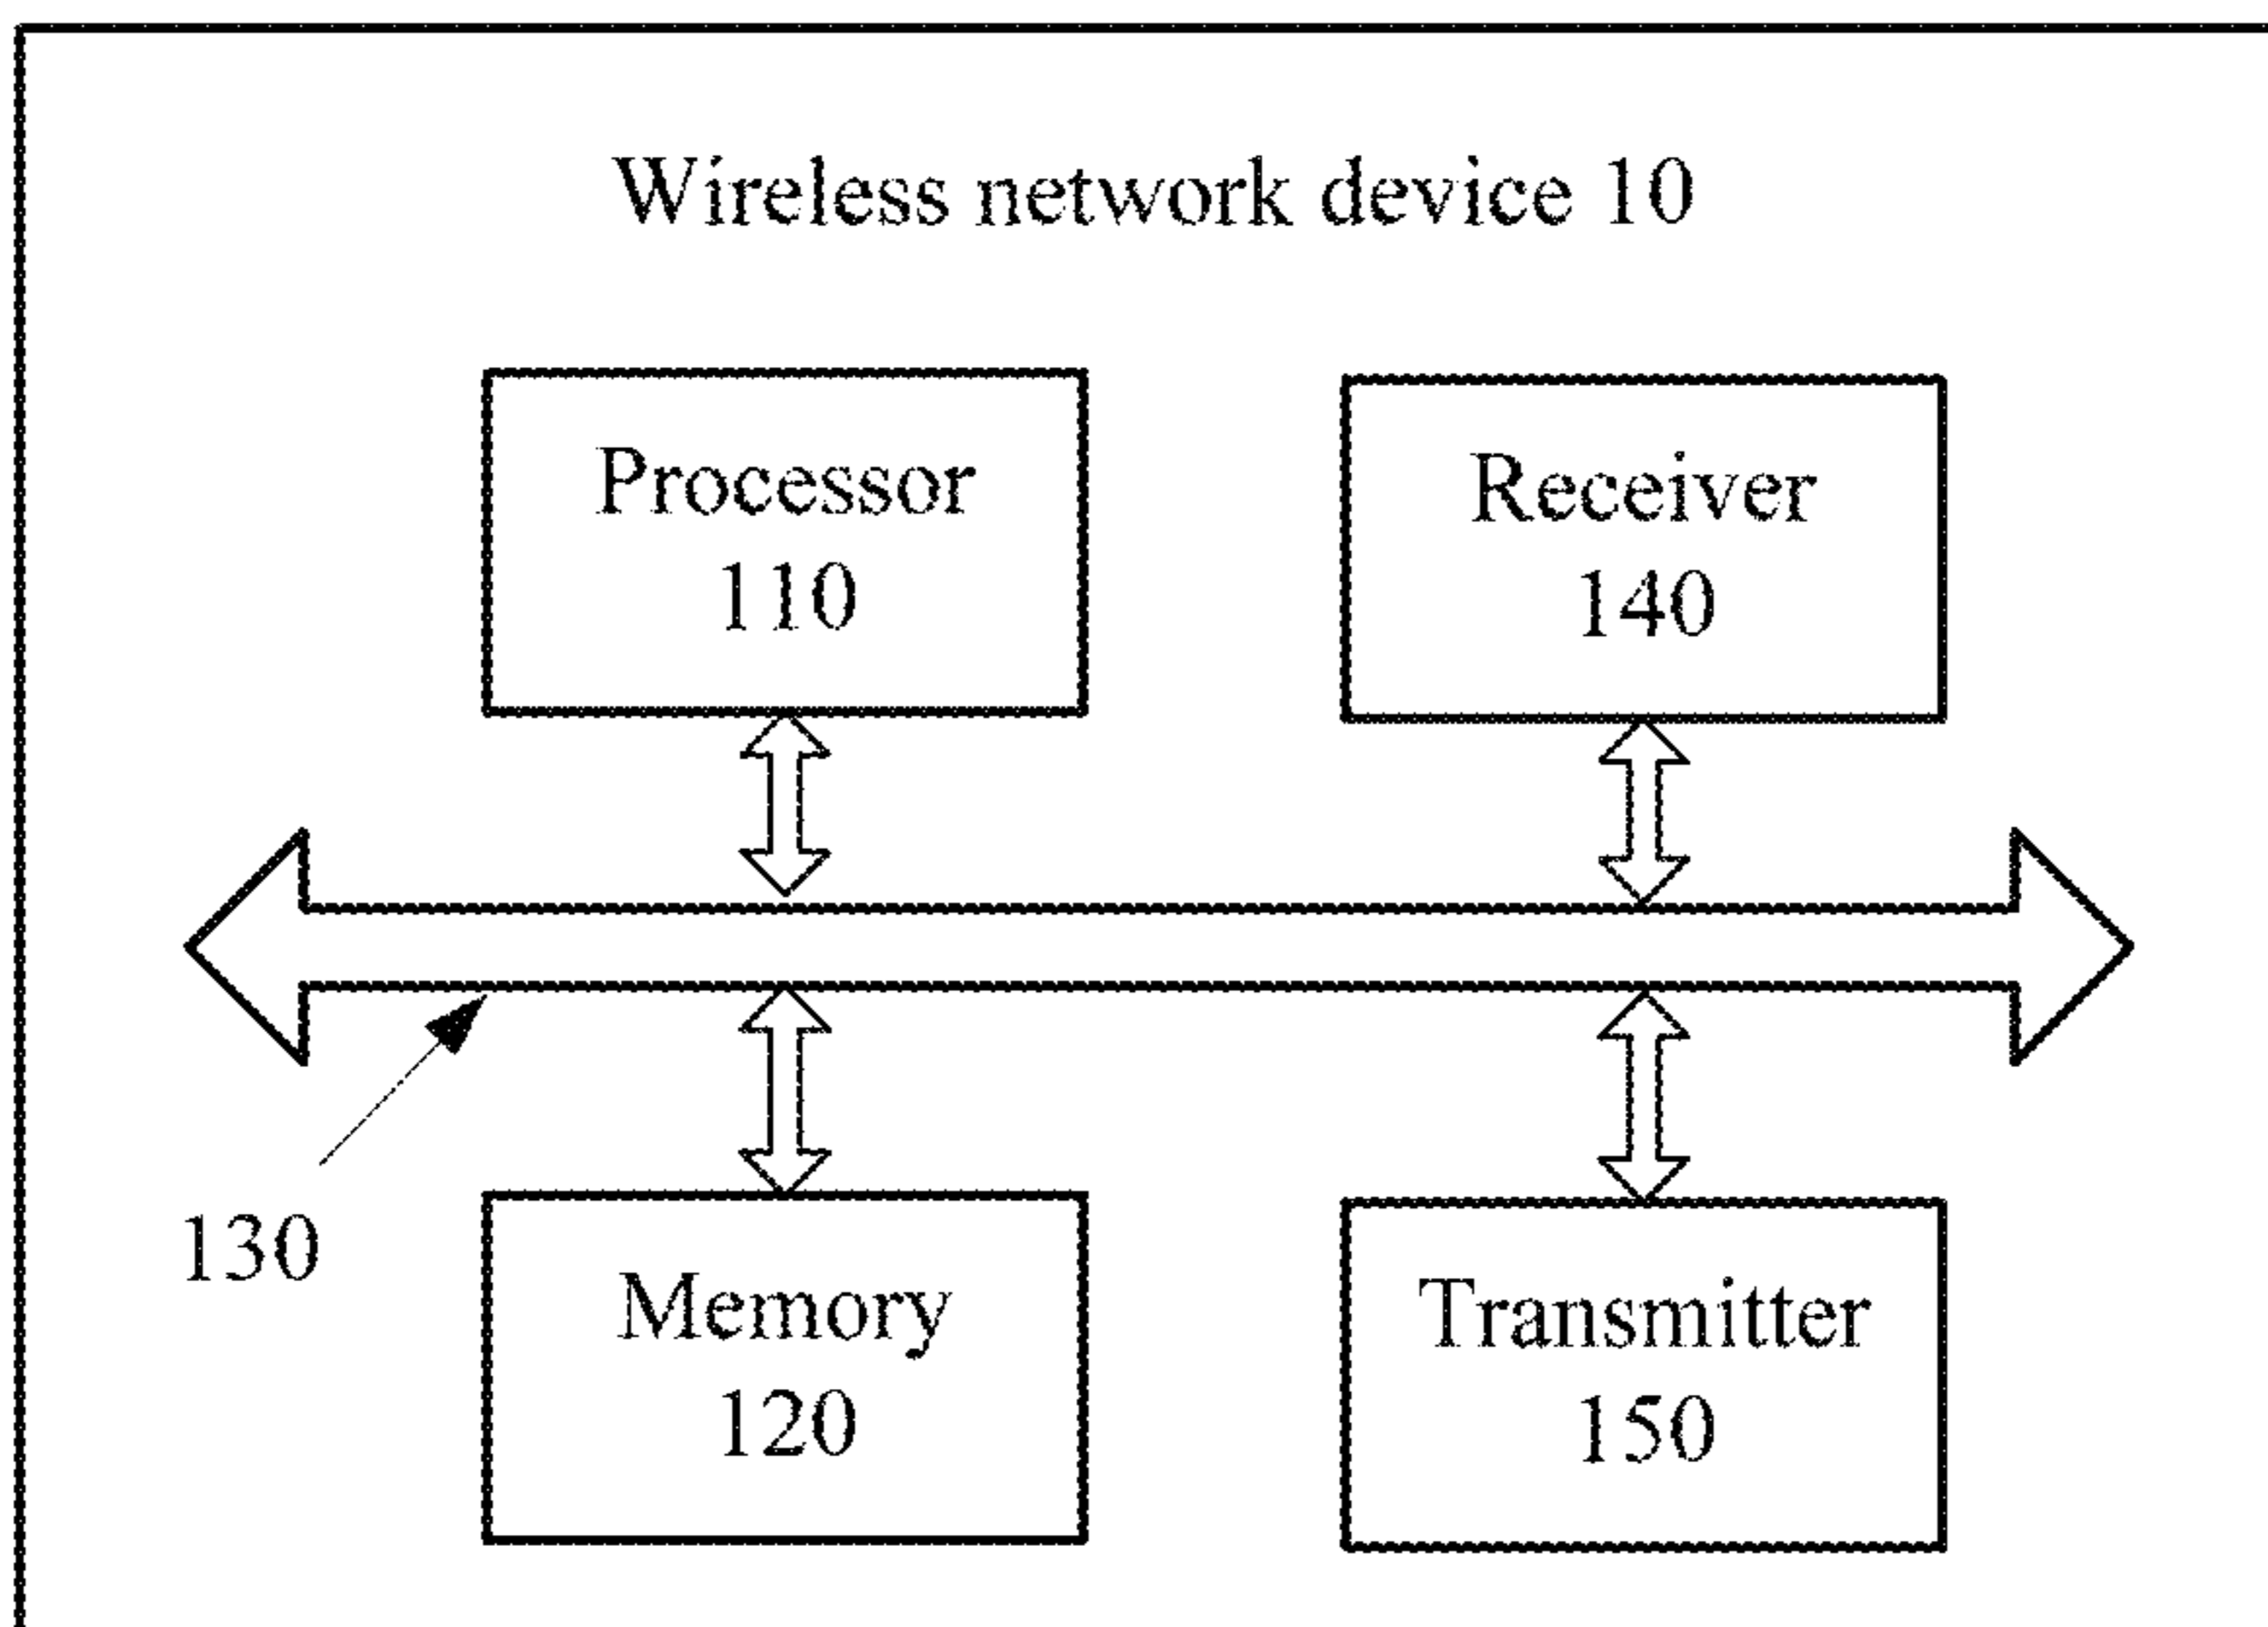 Wireless network device 10
Processor
110
Receiver
140
130
Memory
120
Transmitter
150